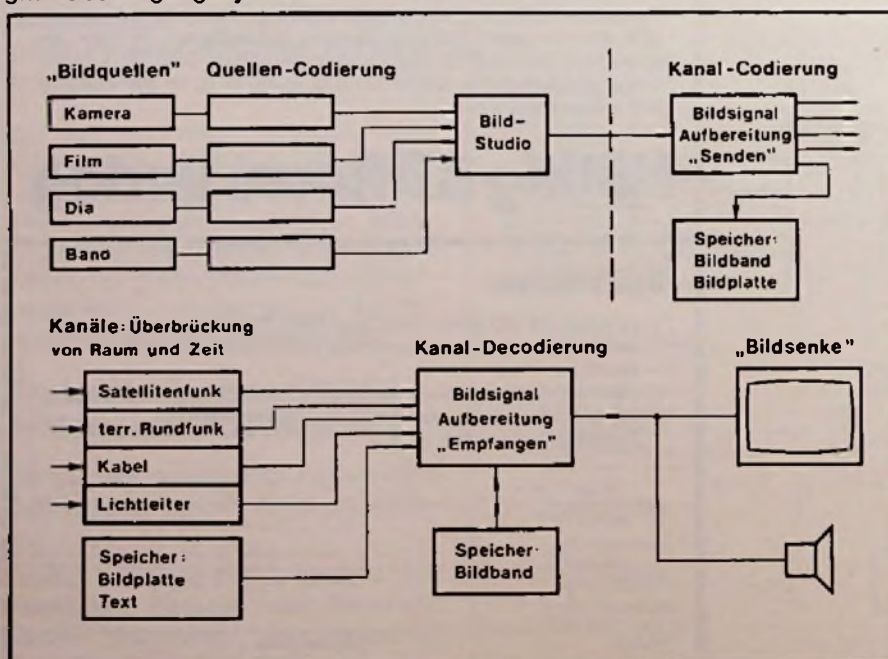 „Bildquellen”
Quellen-Codierung
Kanal-Codierung
Kamera
Film
Dia
Band
Bild-
Studio
Bildsignal
Aufbereitung
„Senden”
Speicher:
Bildband
Bildplatte
Kanäle: Überbrückung
von Raum und Zeit
Kanal-Decodierung
„Bildsenke”
Satellitenfunk
terr. Rundfunk
Kabel
Lichtleiter
Speicher:
Bildplatte
Text
Bildsignal
Aufbereitung
„Empfangen”
Speicher:
Bildband